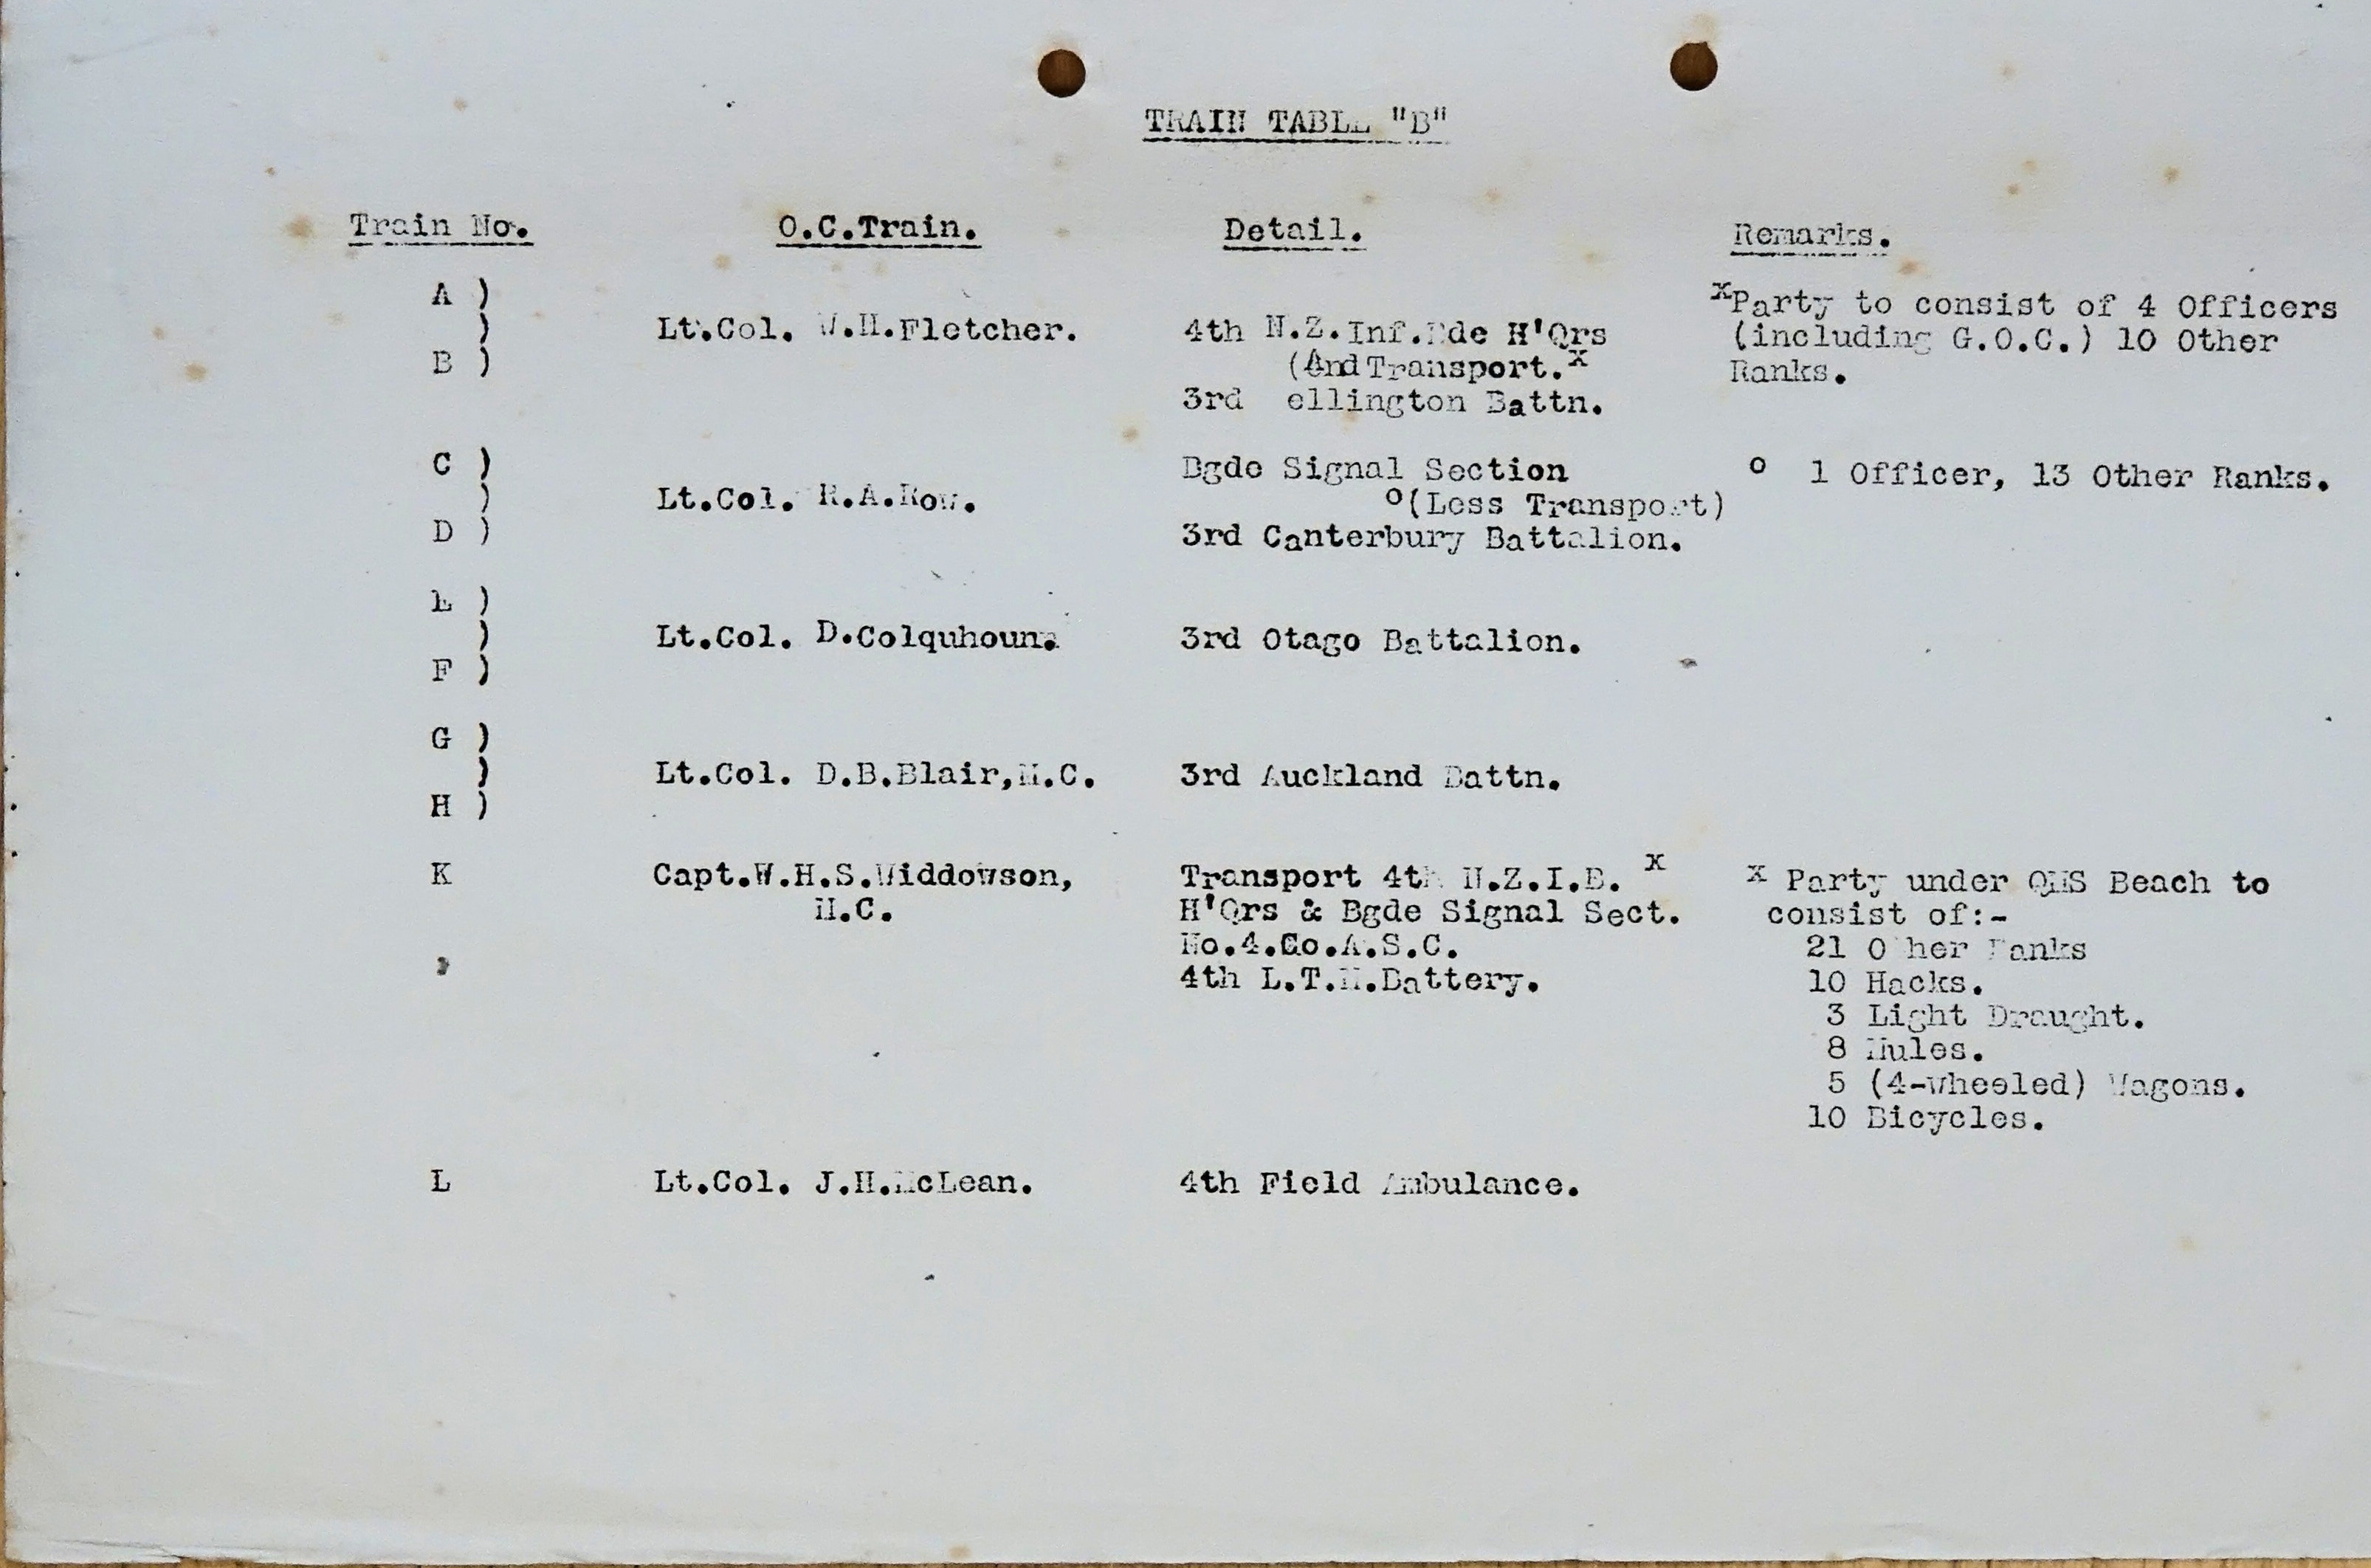 TRAIN TABLE "B"
Train No. O.C.Train. Detail. Remarks.
A )
)
B )
Lt.Col. W.H.Fletcher.
4th N.Z.Inf.Bde H'Qrs
(And Transport.x
3rd ellington Battn.
xParty to consist of 4 Officers
(including G.O.C.) 10 Other
Ranks.
C )
)
D )
Lt.Col. R.A.Row.
Bgde Signal Section
o(Less Transport)
3rd Canterbury Battalion.
o 1 Officer, 13 Other Ranks.
E )
)
F )
Lt.Col. D.Colquhoun.
3rd Otago Battalion.
G )
)
H )
Lt.Col. D.B.Blair,M.C.
3rd Auckland Battn.
K
Capt.W.H.S.Widdowson,
M.C.
Transport 4th N.Z.I.B. x
H'Qrs & Bgde Signal Sect.
No.4.Co.A.S.C.
4th L.T.M.Battery.
x Party under QMS Beach to
consist of:-
21 O her Ranks
10 Hacks.
3 Light Draught.
8 Mules.
5 (4-wheeled) Wagons.
10 Bicycles.
L Lt.Col. J.H.McLean. 4th Field Ambulance.